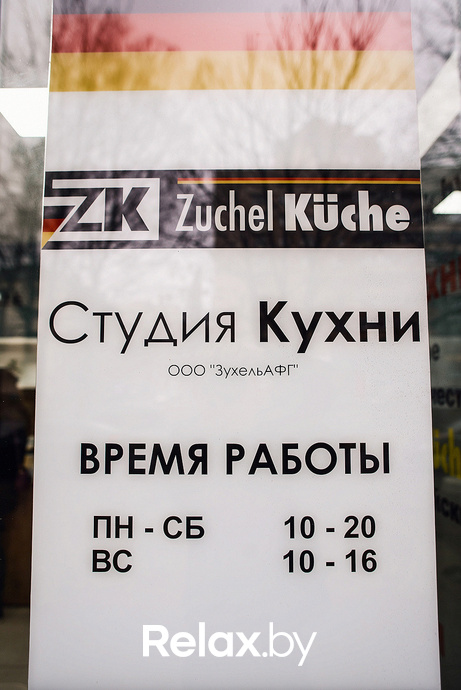 ZK Zuchel Küche
Студия Кухни
ООО "ЗухельАФГ"
ВРЕМЯ РАБОТЫ
ПН - СБ 10 - 20
ВС 10 - 16
Relax.by